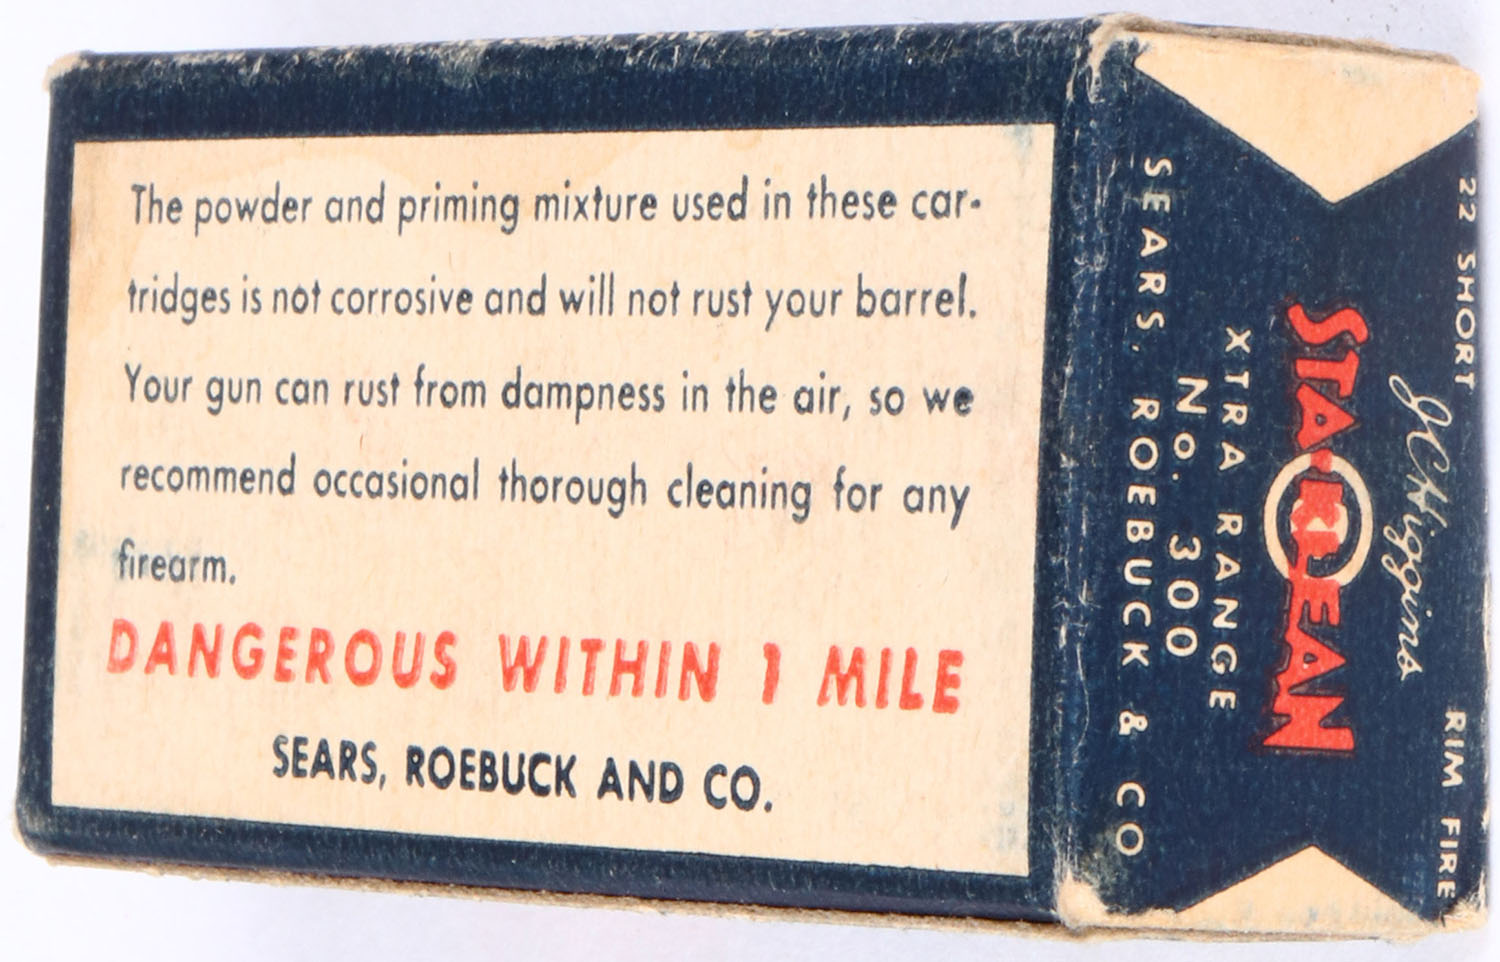 The powder and priming mixture used in these car-
tridges is not corrosive and will not rust your barrel.
Your gun can rust from dampness in the air, so we
recommend occasional thorough cleaning for any
firearm.
DANGEROUS WITHIN 1 MILE
SEARS, ROEBUCK AND CO.
22 SHORT RIM FIRE
J.C. Higgins
STA-KLEAN
XTRA RANGE
No. 300
SEARS, ROEBUCK & CO